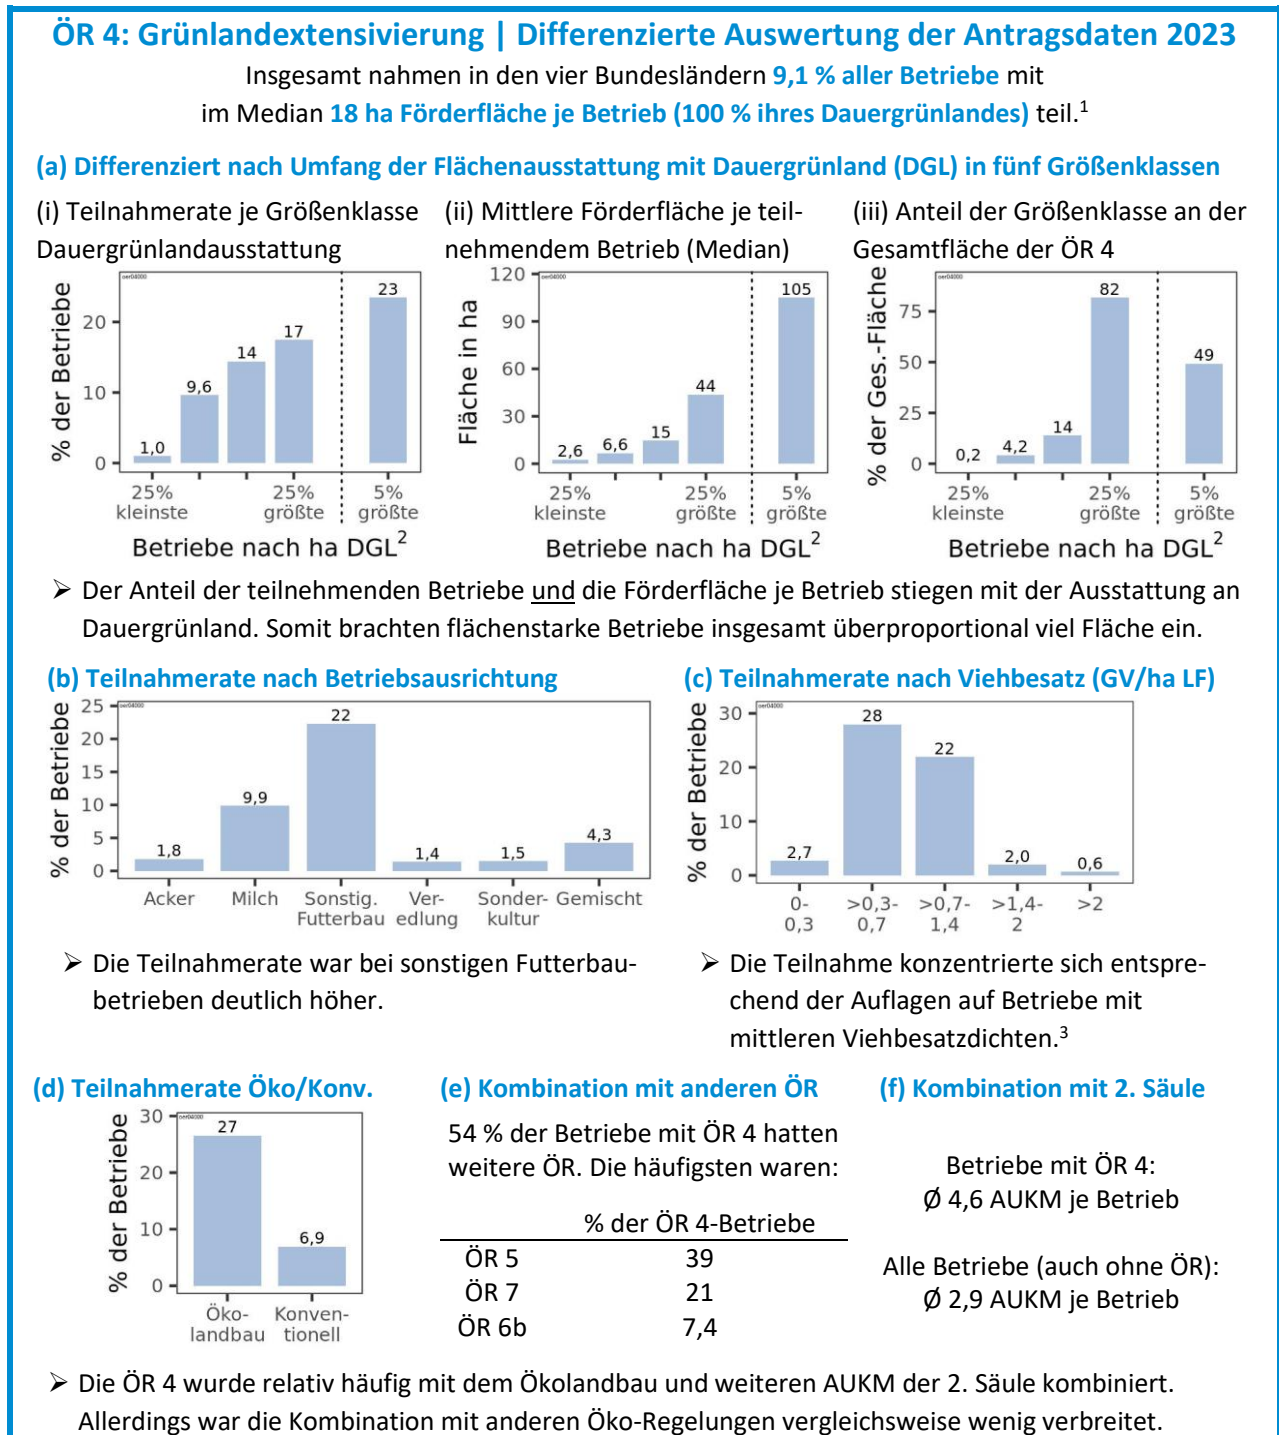 ÖR 4: Grünlandextensivierung | Differenzierte Auswertung der Antragsdaten 2023
Insgesamt nahmen in den vier Bundesländern 9,1 % aller Betriebe mit
im Median 18 ha Förderfläche je Betrieb (100 % ihres Dauergrünlandes) teil.¹
(a) Differenziert nach Umfang der Flächenausstattung mit Dauergrünland (DGL) in fünf Größenklassen
(i) Teilnahmerate je Größenklasse
Dauergrünlandausstattung
oer04000
% der Betriebe
20
10
0
1,0
9,6
14
17
23
25%
kleinste
25%
größte
5%
größte
Betriebe nach ha DGL²
(ii) Mittlere Förderfläche je teil-
nehmendem Betrieb (Median)
oer04000
Fläche in ha
120
90
60
30
0
2,6
6,6
15
44
105
25%
kleinste
25%
größte
5%
größte
Betriebe nach ha DGL²
(iii) Anteil der Größenklasse an der
Gesamtfläche der ÖR 4
oer04000
% der Ges.-Fläche
75
50
25
0
0,2
4,2
14
82
49
25%
kleinste
25%
größte
5%
größte
Betriebe nach ha DGL²
➢ Der Anteil der teilnehmenden Betriebe und die Förderfläche je Betrieb stiegen mit der Ausstattung an
Dauergrünland. Somit brachten flächenstarke Betriebe insgesamt überproportional viel Fläche ein.
(b) Teilnahmerate nach Betriebsausrichtung
oer04000
% der Betriebe
25
20
15
10
5
0
1,8
9,9
22
1,4
1,5
4,3
Acker
Milch
Sonstig.
Futterbau
Ver-
edlung
Sonder-
kultur
Gemischt
➢ Die Teilnahmerate war bei sonstigen Futterbau-
betrieben deutlich höher.
(c) Teilnahmerate nach Viehbesatz (GV/ha LF)
oer04000
% der Betriebe
30
20
10
0
2,7
28
22
2,0
0,6
0-
0,3
>0,3-
0,7
>0,7-
1,4
>1,4-
2
>2
➢ Die Teilnahme konzentrierte sich entspre-
chend der Auflagen auf Betriebe mit
mittleren Viehbesatzdichten.³
(d) Teilnahmerate Öko/Konv.
oer04000
% der Betriebe
30
20
10
0
27
6,9
Öko-
landbau
Konven-
tionell
(e) Kombination mit anderen ÖR
54 % der Betriebe mit ÖR 4 hatten
weitere ÖR. Die häufigsten waren:
% der ÖR 4-Betriebe
ÖR 5 39
ÖR 7 21
ÖR 6b 7,4
(f) Kombination mit 2. Säule
Betriebe mit ÖR 4:
Ø 4,6 AUKM je Betrieb
Alle Betriebe (auch ohne ÖR):
Ø 2,9 AUKM je Betrieb
➢ Die ÖR 4 wurde relativ häufig mit dem Ökolandbau und weiteren AUKM der 2. Säule kombiniert.
Allerdings war die Kombination mit anderen Öko-Regelungen vergleichsweise wenig verbreitet.